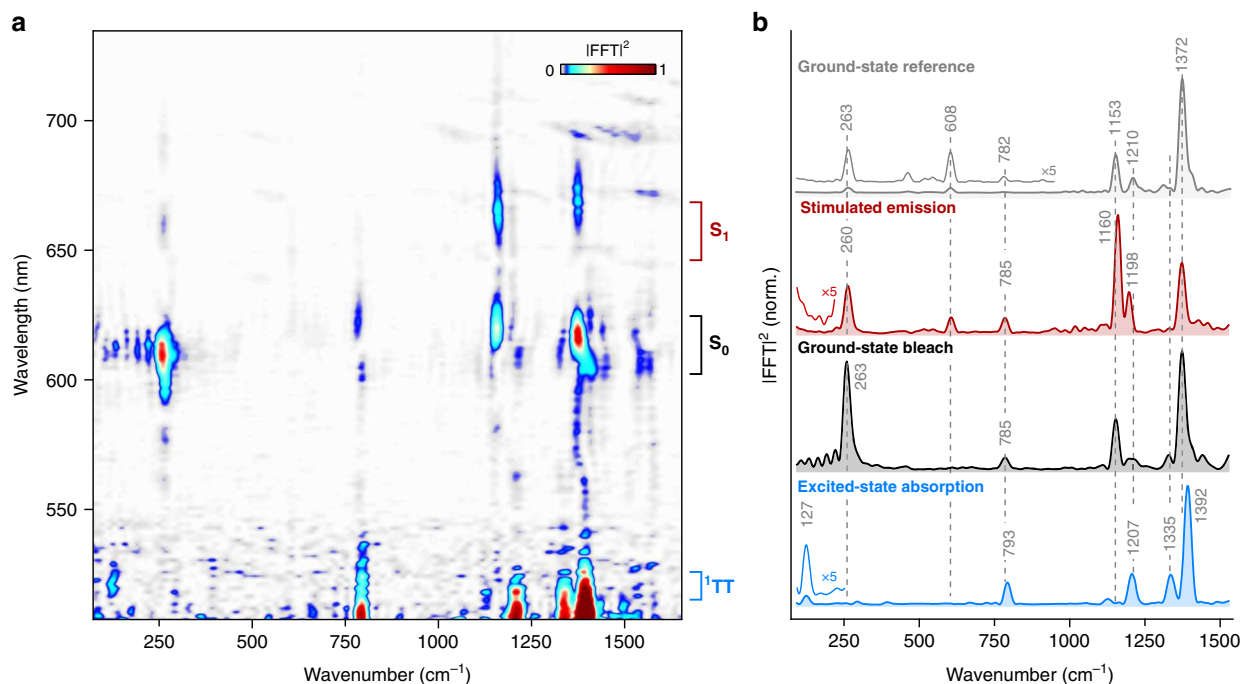 a
|FFT|²
0
1
Wavelength (nm)
700
650
600
550
S₁
S₀
¹TT
250
500
750
1000
1250
1500
Wavenumber (cm⁻¹)
b
|FFT|² (norm.)
Ground-state reference
263
608
782
1153
1210
1372
×5
Stimulated emission
×5
260
785
1160
1198
Ground-state bleach
263
785
Excited-state absorption
127
×5
793
1207
1335
1392
250
500
750
1000
1250
1500
Wavenumber (cm⁻¹)